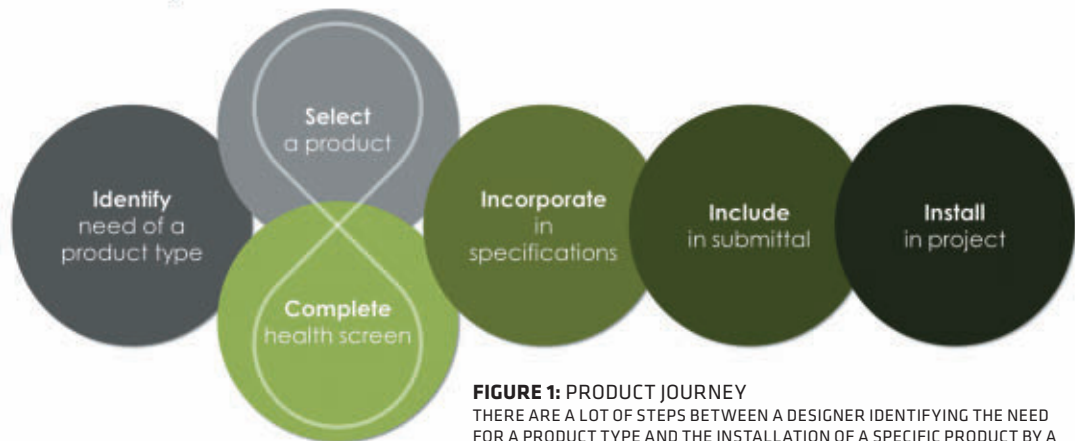 Identify
need of a
product type
Select
a product
Complete
health screen
Incorporate
in
specifications
Include
in submittal
Install
in project
FIGURE 1: PRODUCT JOURNEY
THERE ARE A LOT OF STEPS BETWEEN A DESIGNER IDENTIFYING THE NEED
FOR A PRODUCT TYPE AND THE INSTALLATION OF A SPECIFIC PRODUCT BY A